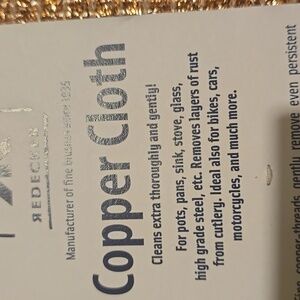 REDECKER
Manufacturer of fine brushes since 1935
Copper Cloth
Cleans extra thoroughly and gently!
For pots, pans, sink, stove, glass,
high grade steel, etc. Removes layers of rust
from cutlery. Ideal also for bikes, cars,
motorcycles, and much more.
gently remove even persistent